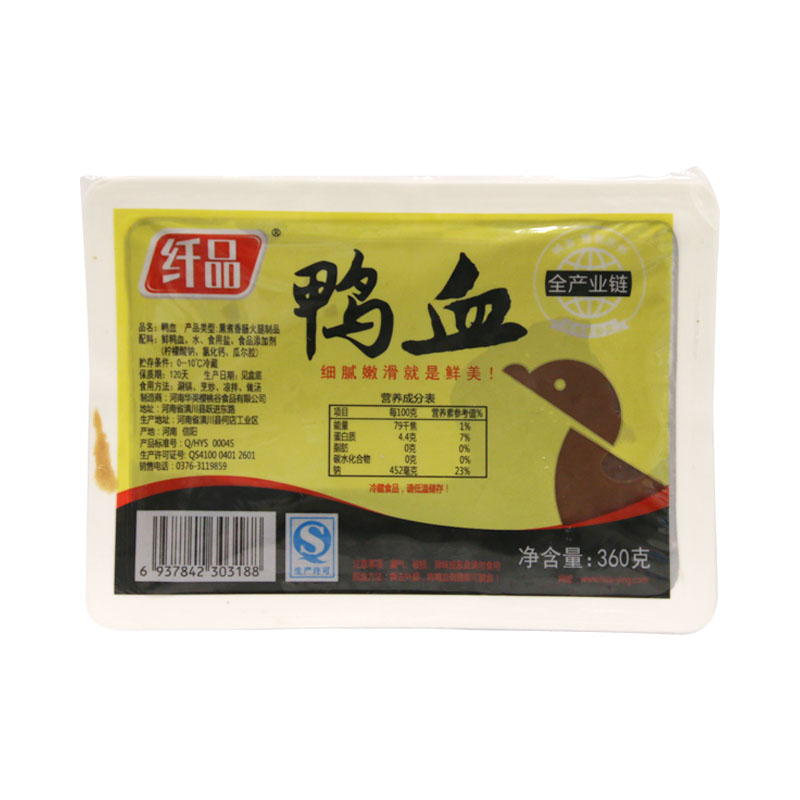 纤品®
全产业链
鸭血
细腻嫩滑就是鲜美！
品名：鸭血 产品类型：熏煮香肠火腿制品
配料：鲜鸭血、水、食用盐、食品添加剂
（柠檬酸钠、氯化钙、瓜尔胶）
贮存条件：0~10℃冷藏
保质期：120天 生产日期：见盒底
食用方法：涮锅、烹炒、凉拌、做汤
制造商：河南华英樱桃谷食品有限公司
地址：河南省潢川县跃进东路
生产地址：河南省潢川县何店工业区
产地：河南 信阳
产品标准号：Q/HYS 0004S
生产许可证号：QS4100 0401 2601
销售电话：0376-3119859
营养成分表
项目 每100克 营养素参考值%
能量 79千焦 1%
蛋白质 4.4克 7%
脂肪 0克 0%
碳水化合物 0克 0%
钠 452毫克 23%
冷藏食品，请低温储存！
6 937842 303188
生产许可
净含量：360克
www.hua-ying.com